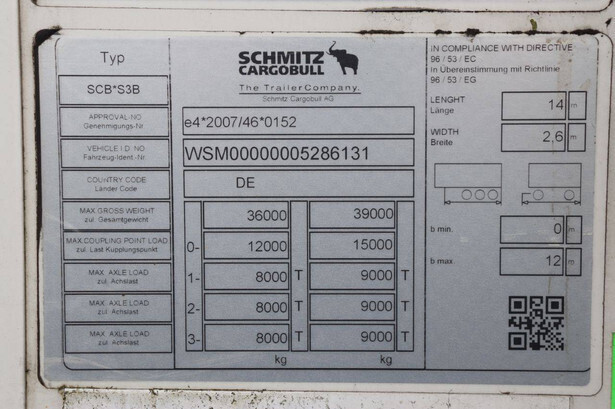 Typ
SCB*S3B
SCHMITZ
CARGOBULL
The TrailerCompany.
Schmitz Cargobull AG
IN COMPLIANCE WITH DIRECTIVE
96 / 53 / EC
In Übereinstimmung mit Richtlinie
96 / 53 / EG
APPROVAL-NO
Genehmigungs-Nr.
e4*2007/46*0152
LENGHT
Länge
14 m
VEHICLE I.D. NO
Fahrzeug-Ident.-Nr.
WSM00000005286131
WIDTH
Breite
2,6 m
COUNTRY CODE
Länder Code
DE
MAX.GROSS WEIGHT
zul. Gesamtgewicht
36000 39000
b min. 0 m
MAX.COUPLING POINT LOAD
zul. Last Kupplungspunkt
0- 12000 15000
b max 12 m
MAX. AXLE LOAD
zul. Achslast
1- 8000 T 9000 T
MAX. AXLE LOAD
zul. Achslast
2- 8000 T 9000 T
MAX. AXLE LOAD
zul. Achslast
3- 8000 T 9000 T
kg kg